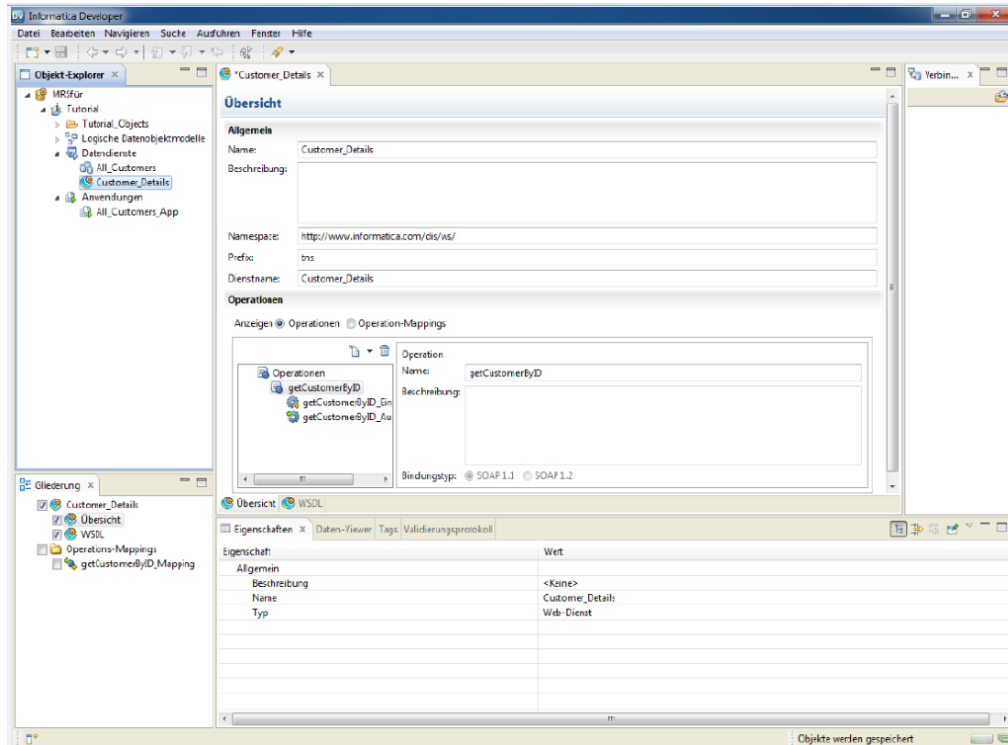 Informatica Developer
Datei Bearbeiten Navigieren Suche Ausführen Fenster Hilfe
Objekt-Explorer
MRSfür
Tutorial
Tutorial_Objects
Logische Datenobjektmodelle
Datendienste
All_Customers
Customer_Details
Anwendungen
All_Customers_App
*Customer_Details
Übersicht
Allgemein
Name: Customer_Details
Beschreibung:
Namespace: http://www.informatica.com/dis/ws/
Prefix: tns
Dienstname: Customer_Details
Operationen
Anzeigen Operationen Operation-Mappings
Operationen
getCustomerByID
getCustomerByID_Ein
getCustomerByID_Au
Operation
Name: getCustomerByID
Beschreibung:
Bindungstyp: SOAP 1.1 SOAP 1.2
Übersicht WSDL
Verbin...
Gliederung
Customer_Details
Übersicht
WSDL
Operations-Mappings
getCustomerByID_Mapping
Eigenschaften Daten-Viewer Tags Validierungsprotokoll
Eigenschaft Wert
Allgemein
Beschreibung <Keine>
Name Customer_Details
Typ Web-Dienst
Objekte werden gespeichert